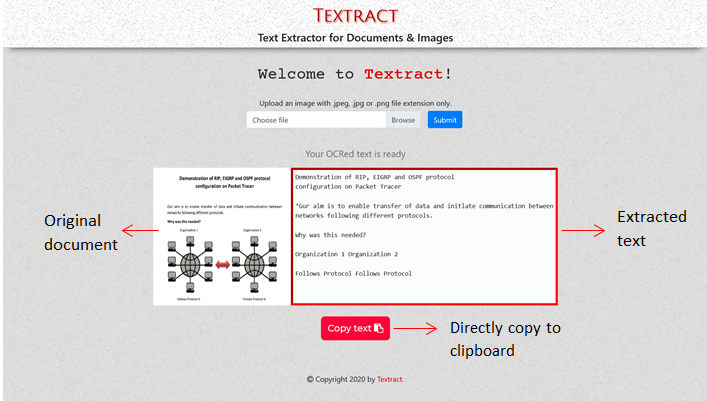 TEXTRACT
Text Extractor for Documents & Images
Welcome to Textract!
Upload an image with .jpeg, .jpg or .png file extension only.
Choose file
Browse
Submit
Your OCRed text is ready
Original
document
Demonstration of RIP, EIGRP and OSPF protocol
configuration on Packet Tracer
Our aim is to enable transfer of data and initiate communication between
networks following different protocols.
Why was this needed?
Organization 1 Organization 2
Follows Protocol A Follows Protocol B
Demonstration of RIP, EIGRP and OSPF protocol
configuration on Packet Tracer
‘Gur alm is to enable transfer of data and initlate communication between
networks following different protocols.
Why was this needed?
Organization 1 Organization 2
Follows Protocol Follows Protocol
Extracted
text
Copy text
Directly copy to
clipboard
© Copyright 2020 by Textract.